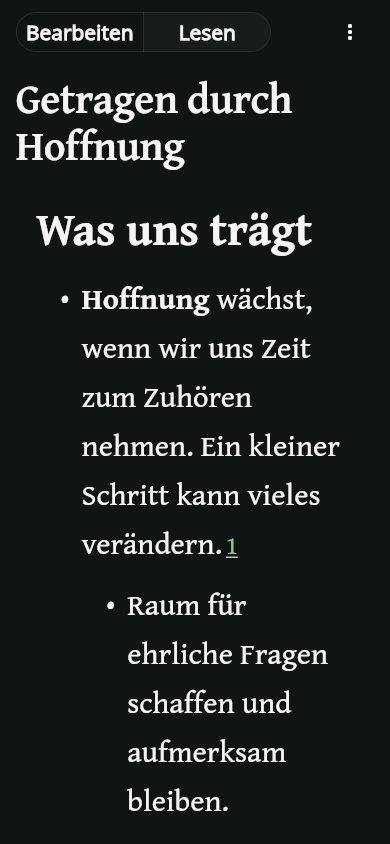 Bearbeiten Lesen
Getragen durch
Hoffnung
Was uns trägt
• Hoffnung wächst,
wenn wir uns Zeit
zum Zuhören
nehmen. Ein kleiner
Schritt kann vieles
verändern. 1
• Raum für
ehrliche Fragen
schaffen und
aufmerksam
bleiben.